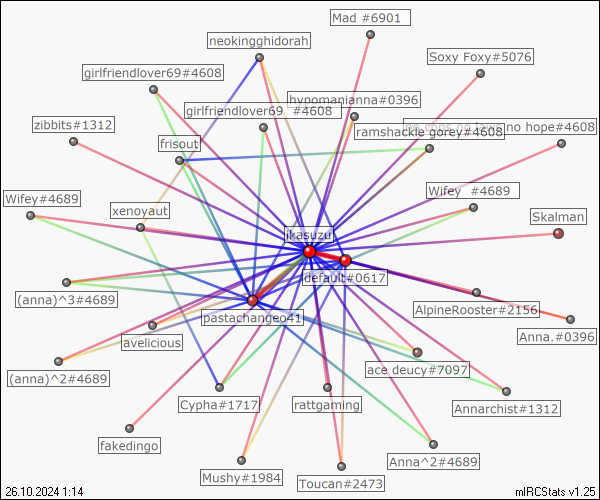 Mad #6901
neokingghidorah
Soxy Foxy#5076
girlfriendlover69#4608
hypomanianna#0396
girlfriendlover69 #4608
zibbits#1312
no hope#4608
ramshackle gorey#4608
frisout
Wifey#4689
Wifey #4689
xenoyaut
Skalman
ikasuzu
default#0617
(anna)^3#4689
pastachangeo41
AlpineRooster#2156
Anna.#0396
avelicious
ace deucy#7097
(anna)^2#4689
Cypha#1717
rattgaming
Annarchist#1312
fakedingo
Anna^2#4689
Mushy#1984
Toucan#2473
26.10.2024 1:14
mIRCStats v1.25